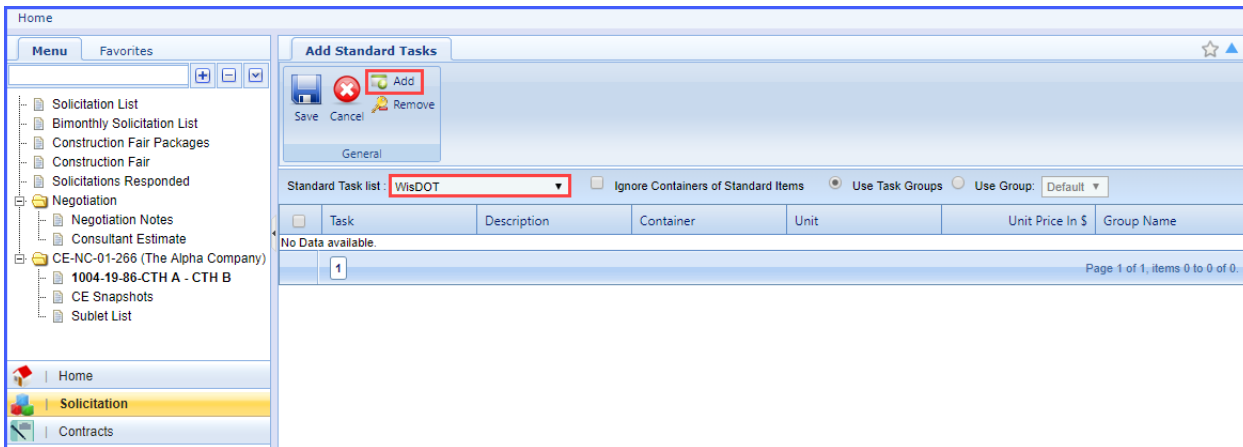 Home
Menu Favorites
Solicitation List
Bimonthly Solicitation List
Construction Fair Packages
Construction Fair
Solicitations Responded
Negotiation
Negotiation Notes
Consultant Estimate
CE-NC-01-266 (The Alpha Company)
1004-19-86-CTH A - CTH B
CE Snapshots
Sublet List
| Home
| Solicitation
| Contracts
Add Standard Tasks
Save Cancel Add
Remove
General
Standard Task list : WisDOT Ignore Containers of Standard Items Use Task Groups Use Group: Default
Task Description Container Unit Unit Price In $ Group Name
No Data available.
1 Page 1 of 1, items 0 to 0 of 0.